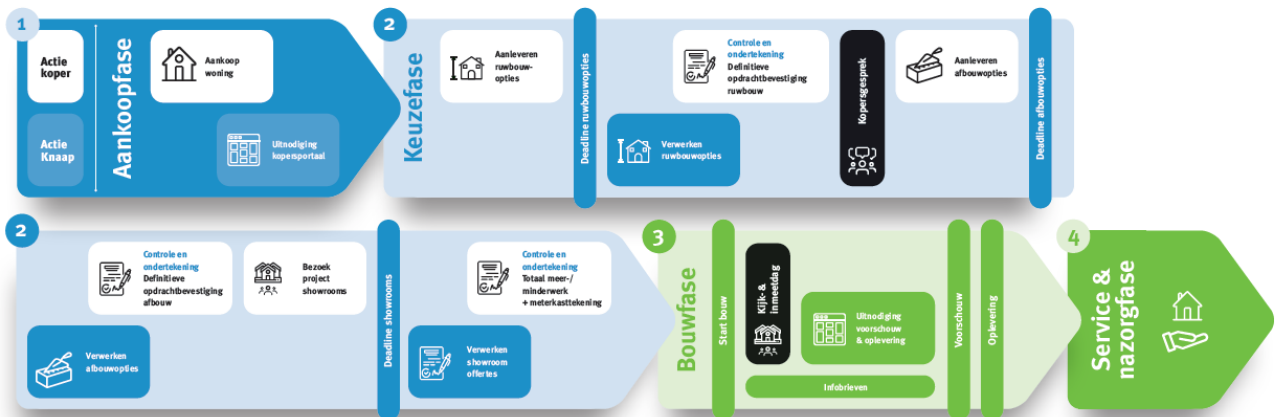 1
Actie
koper
Actie
Knaap
Aankoopfase
Aankoop
woning
Uitnodiging
kopersportaal
2
Keuzefase
Aanleveren
ruwbouw-
opties
Deadline ruwbouwopties
Verwerken
ruwbouwopties
Controle en
ondertekening
Definitieve
opdrachtbevestiging
ruwbouw
Kopersgesprek
Aanleveren
afbouwopties
Deadline afbouwopties
2
Verwerken
afbouwopties
Controle en
ondertekening
Definitieve
opdrachtbevestiging
afbouw
Bezoek
project
showrooms
Deadline showrooms
Verwerken
showroom
offertes
Controle en
ondertekening
Totaal meer-/
minderwerk
+ meterkasttekening
3
Bouwfase
Start bouw
Kijk- &
inmeetdag
Uitnodiging
voorschouw
& oplevering
Infobrieven
Voorschouw
Oplevering
4
Service &
nazorgfase